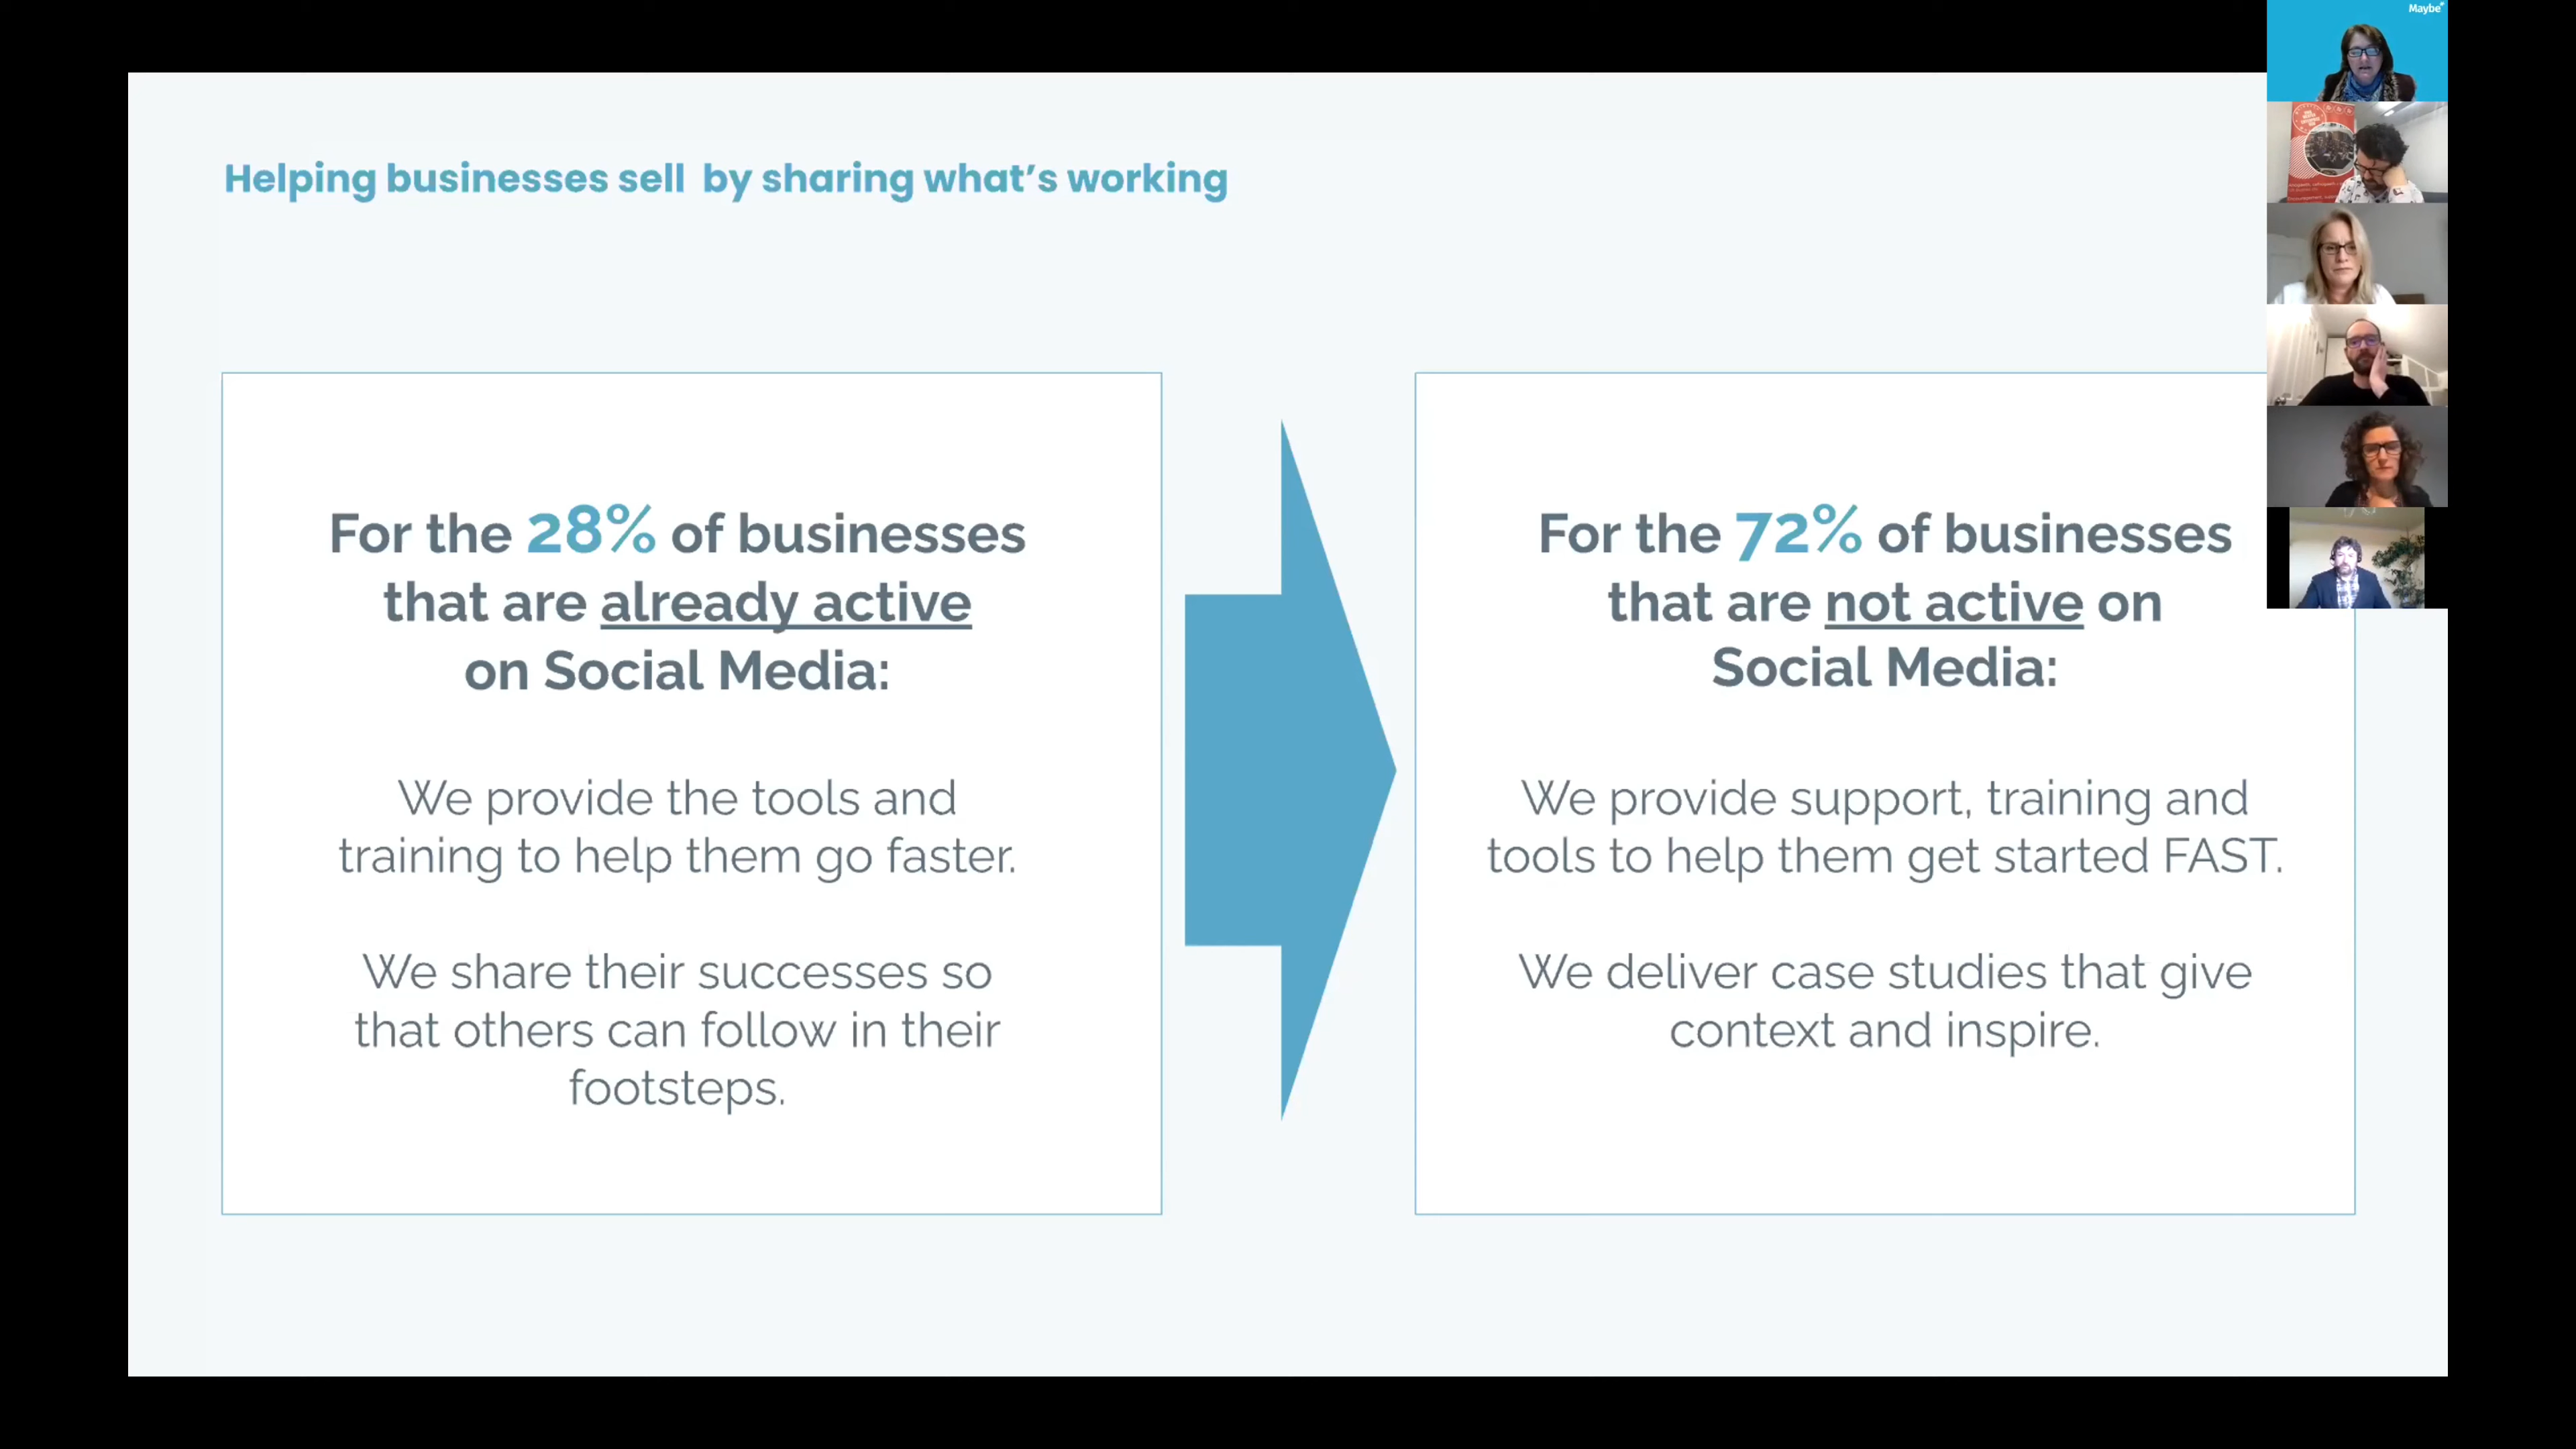 Maybe*
Helping businesses sell by sharing what's working
For the 28% of businesses
that are already active
on Social Media:
We provide the tools and
training to help them go faster.
We share their successes so
that others can follow in their
footsteps.
For the 72% of businesses
that are not active on
Social Media:
We provide support, training and
tools to help them get started FAST.
We deliver case studies that give
context and inspire.